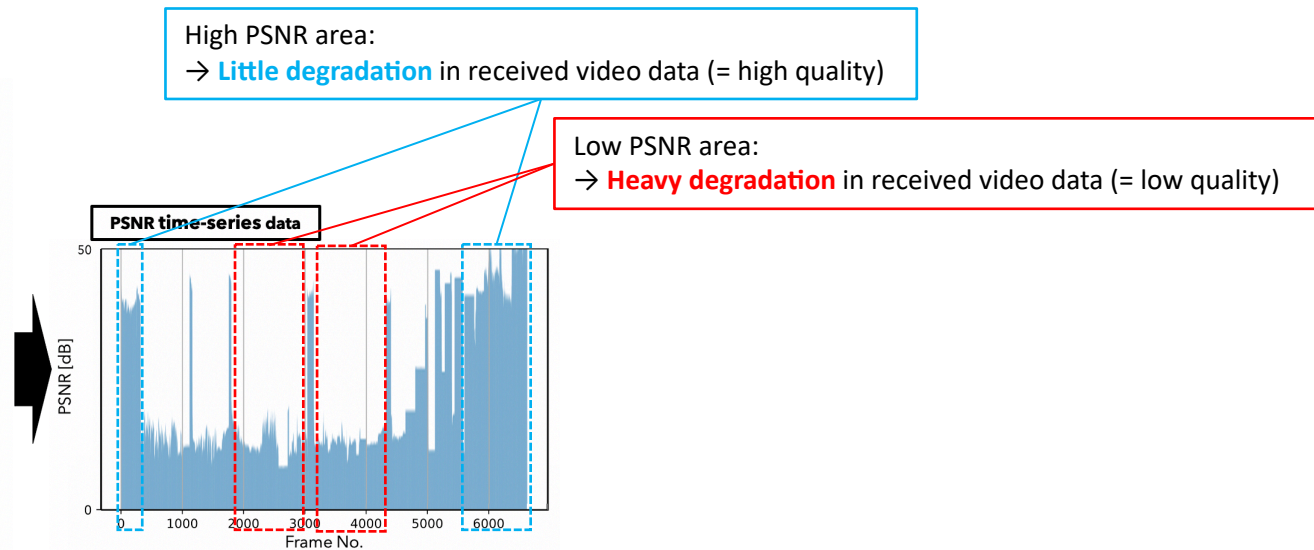 High PSNR area:
→ Little degradation in received video data (= high quality)
Low PSNR area:
→ Heavy degradation in received video data (= low quality)
PSNR time-series data
50
PSNR [dB]
0
0 1000 2000 3000 4000 5000 6000
Frame No.